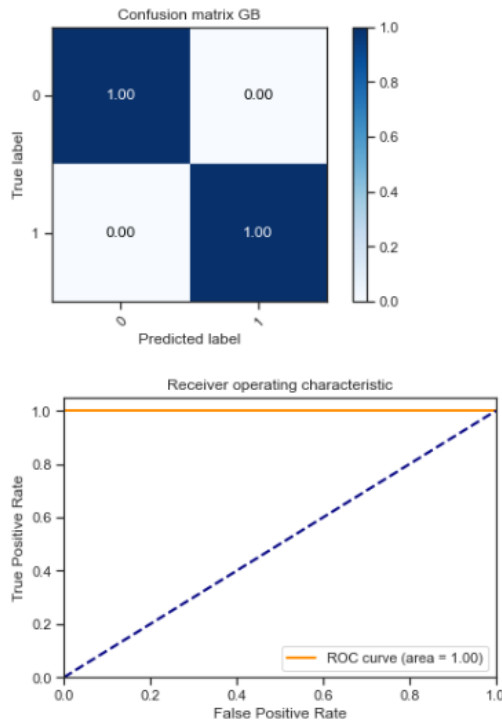 Confusion matrix GB
1.0
0 1.00 0.00
0.8
0.6
True label
0.4
1 0.00 1.00
0.2
0.0
0 1
Predicted label
Receiver operating characteristic
1.0
0.8
0.6
True Positive Rate
0.4
0.2
0.0
ROC curve (area = 1.00)
0.0 0.2 0.4 0.6 0.8 1.0
False Positive Rate